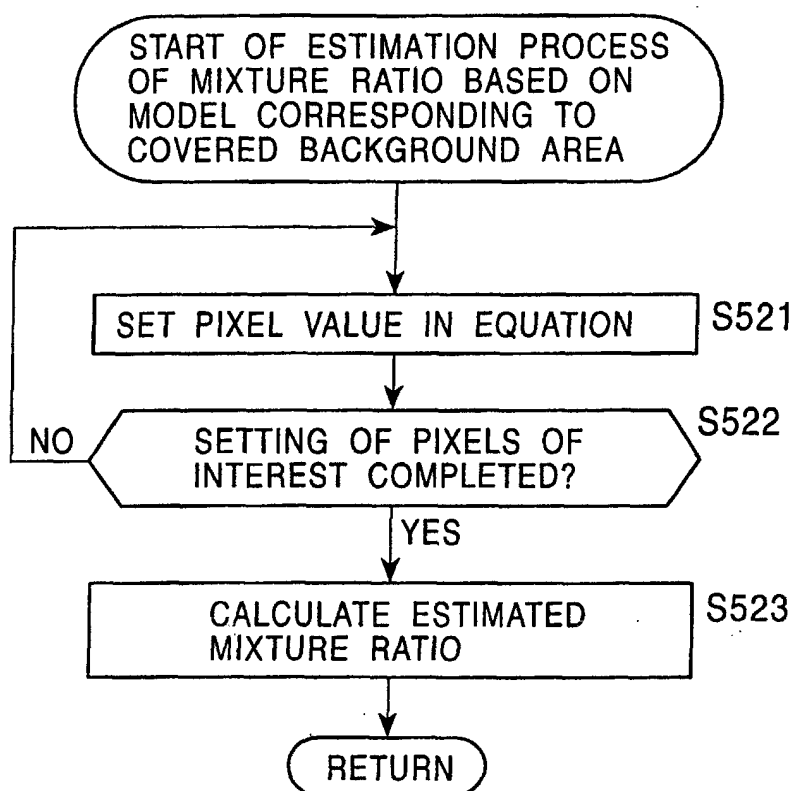 START OF ESTIMATION PROCESS
OF MIXTURE RATIO BASED ON
MODEL CORRESPONDING TO
COVERED BACKGROUND AREA
SET PIXEL VALUE IN EQUATION
S521
SETTING OF PIXELS OF
INTEREST COMPLETED?
S522
NO
YES
CALCULATE ESTIMATED
MIXTURE RATIO
S523
RETURN